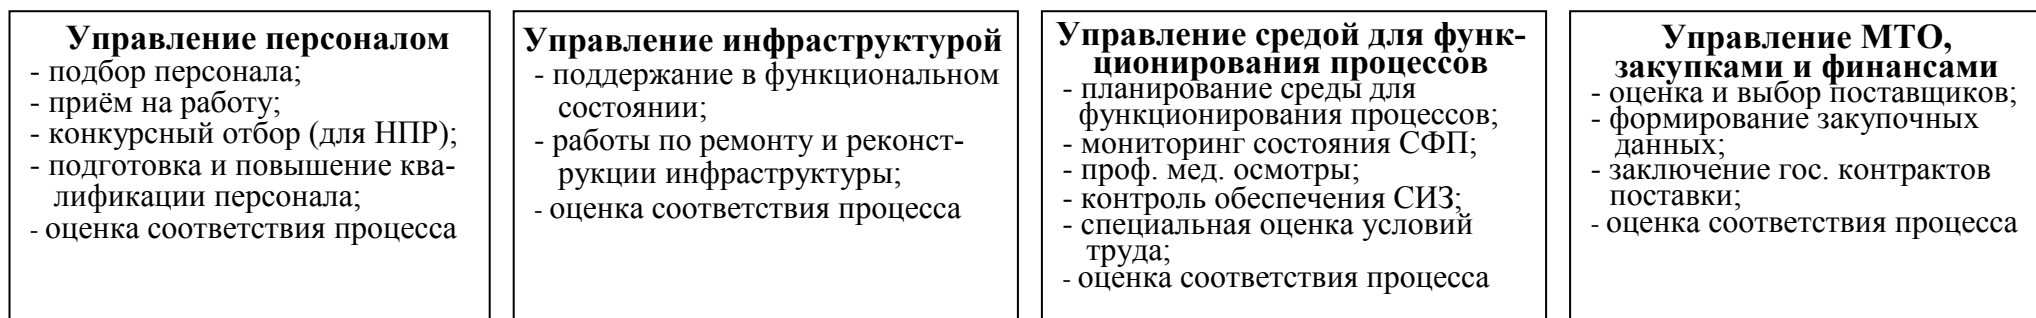 Управление персоналом
- подбор персонала;
- приём на работу;
- конкурсный отбор (для НПР);
- подготовка и повышение ква-
лификации персонала;
- оценка соответствия процесса
Управление инфраструктурой
- поддержание в функциональном
состоянии;
- работы по ремонту и реконст-
рукции инфраструктуры;
- оценка соответствия процесса
Управление средой для функ-
ционирования процессов
- планирование среды для
функционирования процессов;
- мониторинг состояния СФП;
- проф. мед. осмотры;
- контроль обеспечения СИЗ;
- специальная оценка условий
труда;
- оценка соответствия процесса
Управление МТО,
закупками и финансами
- оценка и выбор поставщиков;
- формирование закупочных
данных;
- заключение гос. контрактов
поставки;
- оценка соответствия процесса